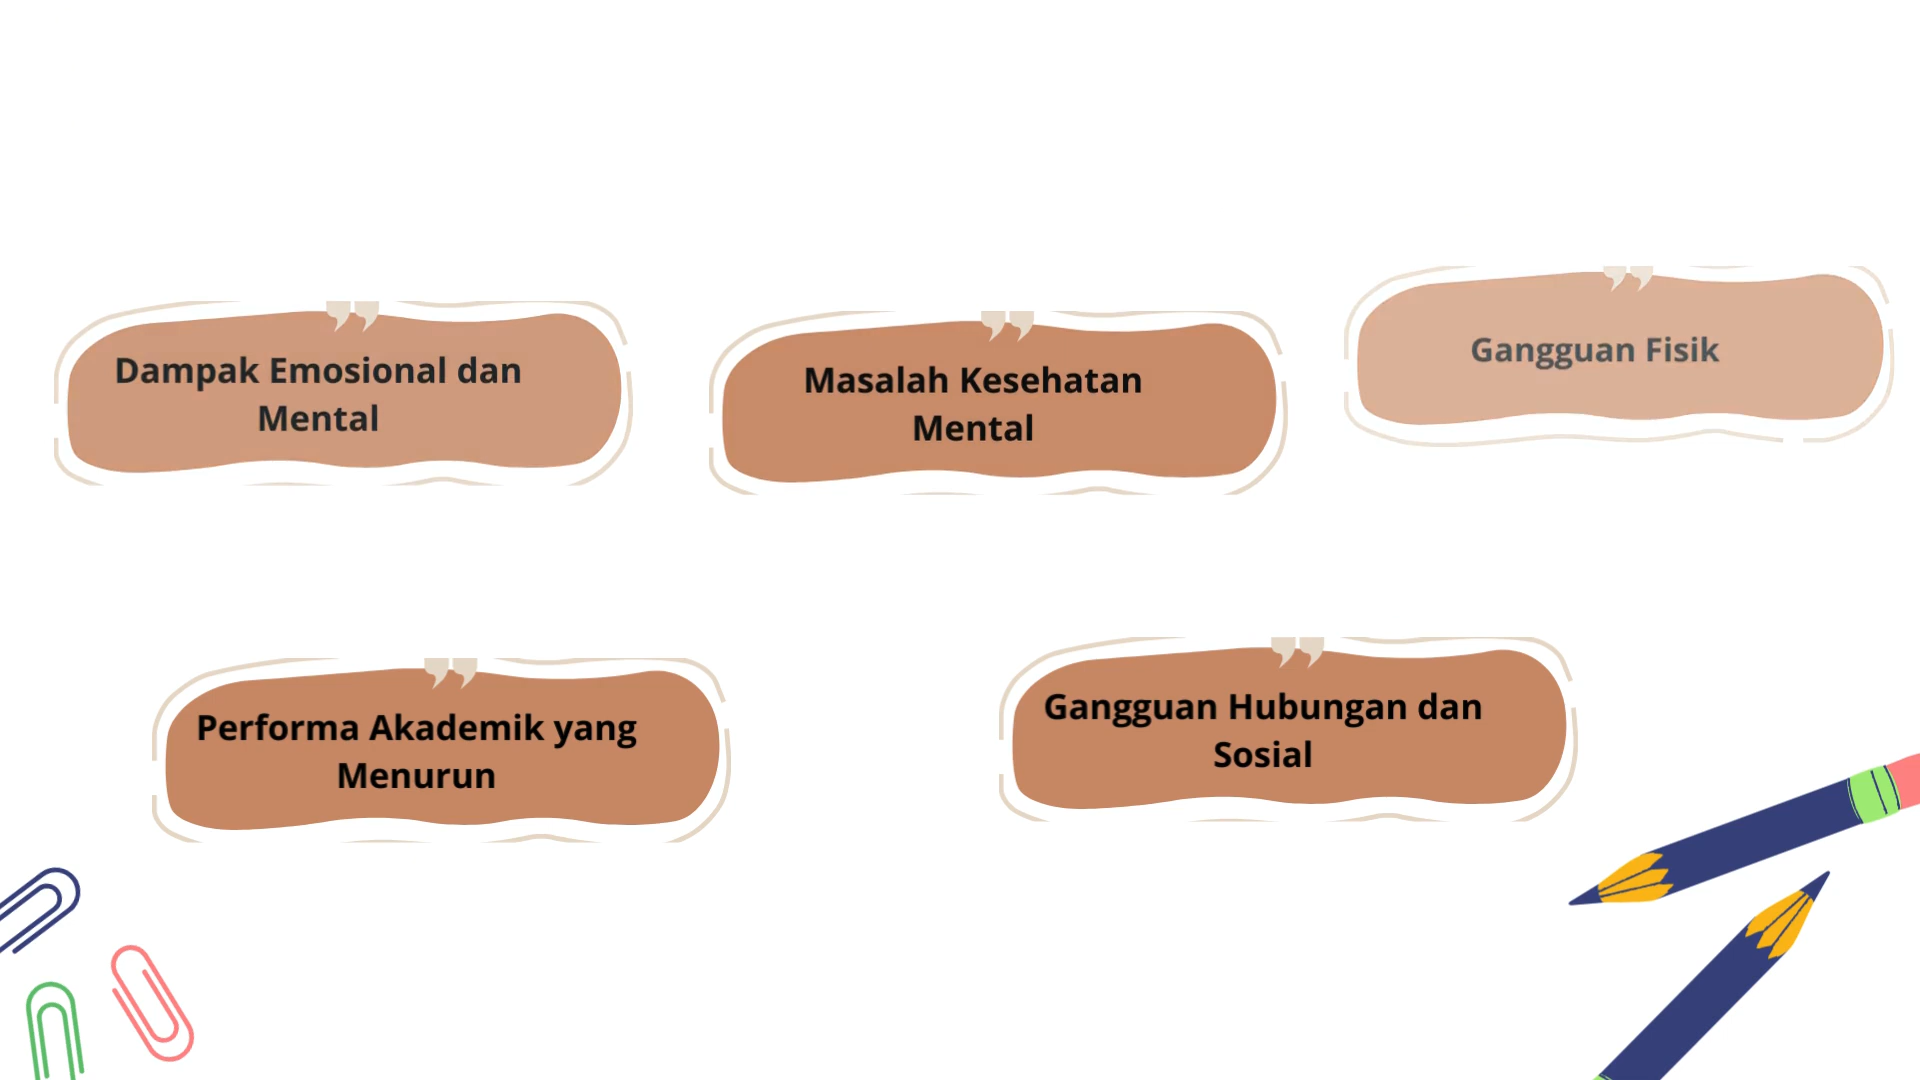 Dampak Emosional dan
Mental
Masalah Kesehatan
Mental
Gangguan Fisik
Performa Akademik yang
Menurun
Gangguan Hubungan dan
Sosial